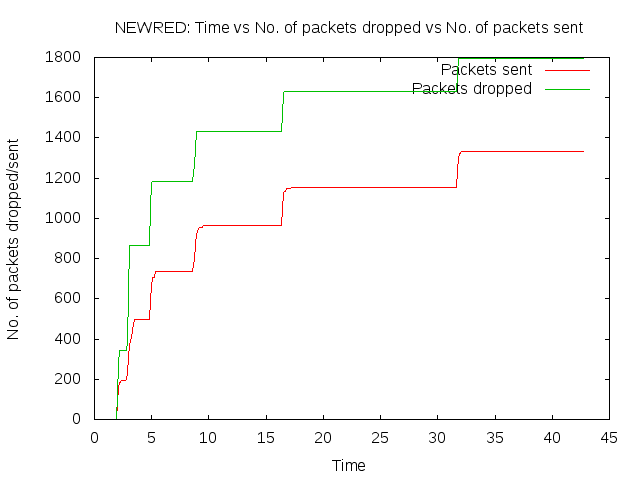 NEWRED: Time vs No. of packets dropped vs No. of packets sent
No. of packets dropped/sent
1800
1600
1400
1200
1000
800
600
400
200
0
Packets sent
Packets dropped
0 5 10 15 20 25 30 35 40 45
Time